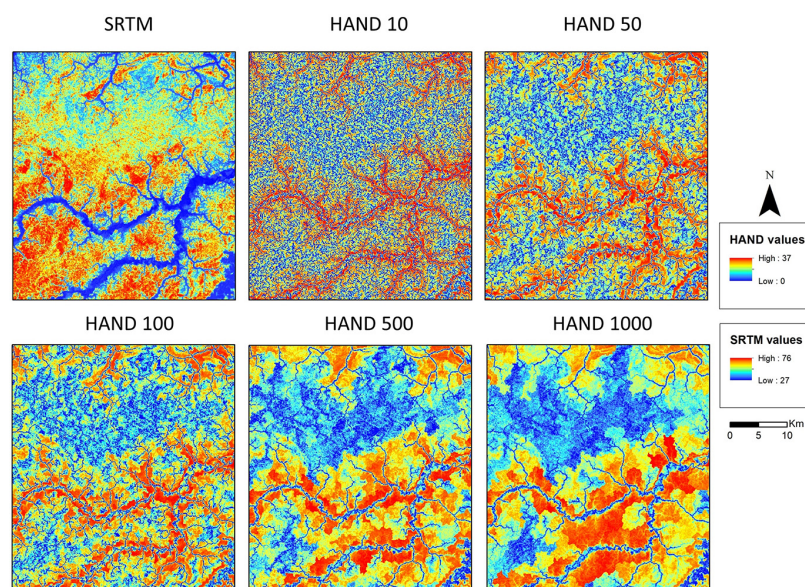 SRTM
HAND 10
HAND 50
N
HAND values
High : 37
Low : 0
HAND 100
HAND 500
HAND 1000
SRTM values
High : 76
Low : 27
Km
0 5 10